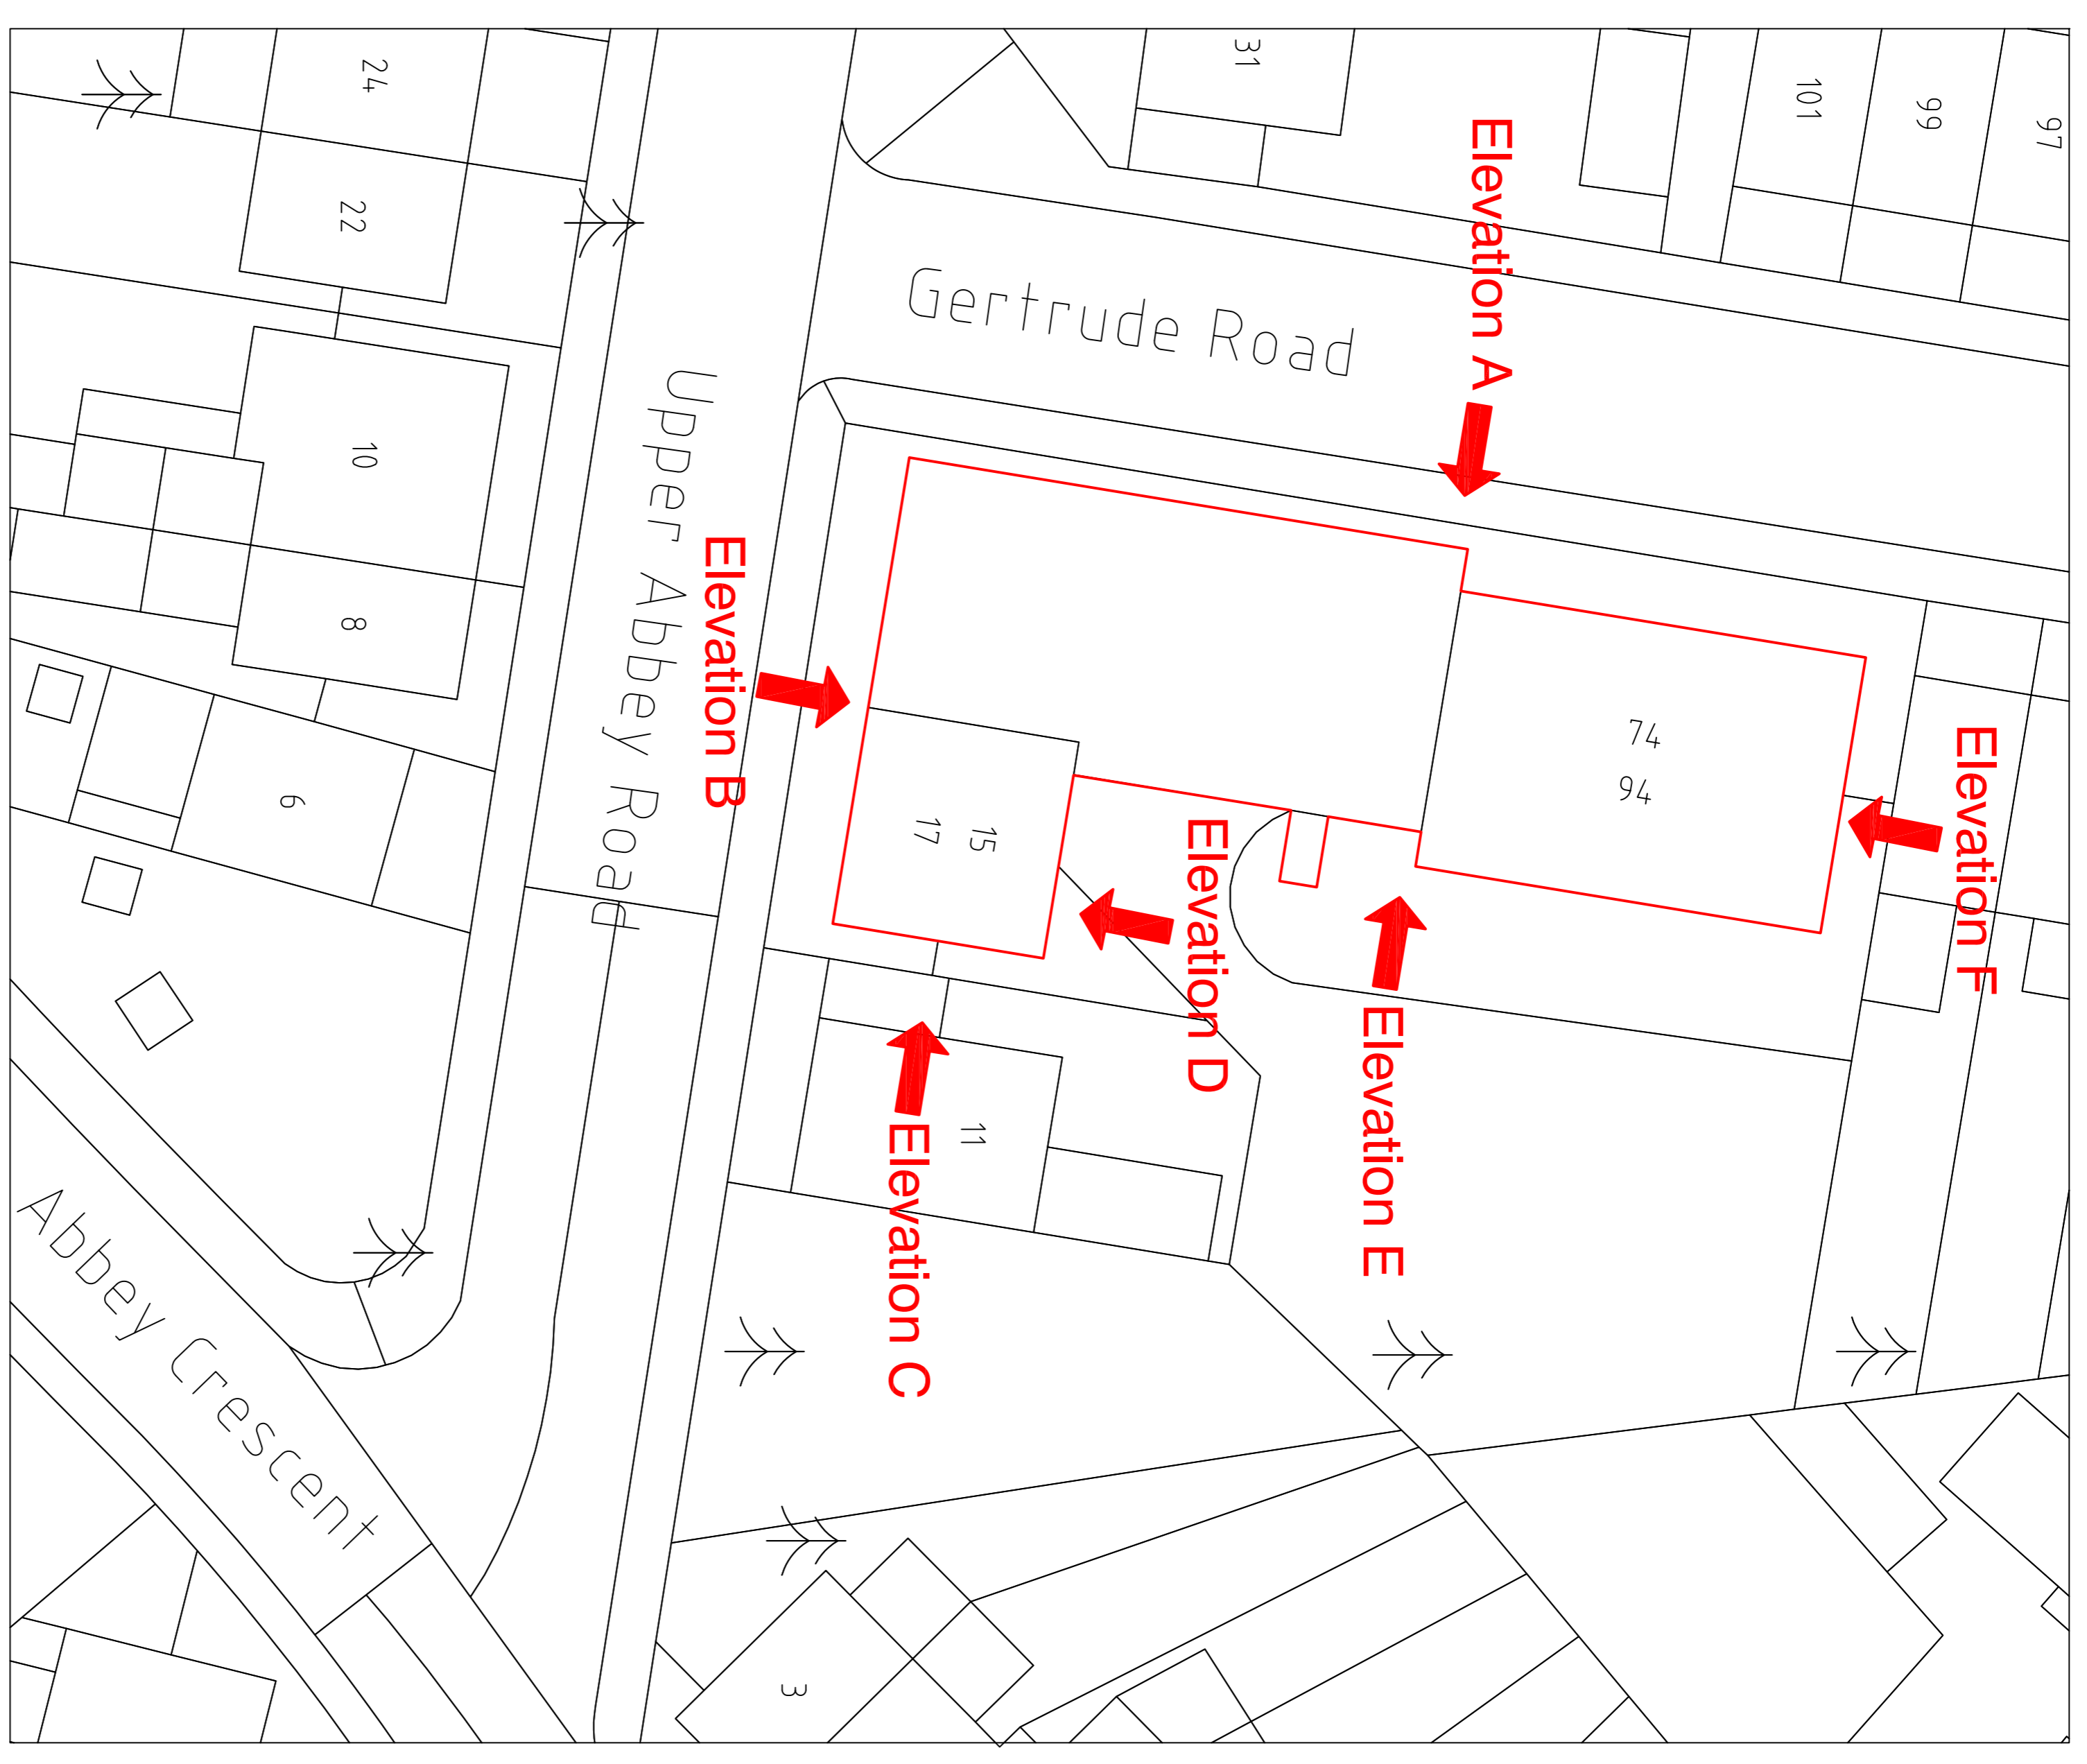 24
22
31
101
99
97
Elevation A
Gertrude Road
Upper Abbey Road
10
8
6
Elevation B
74
94
15
17
Elevation F
Elevation D
Elevation E
Elevation C
11
Abbey Crescent
3